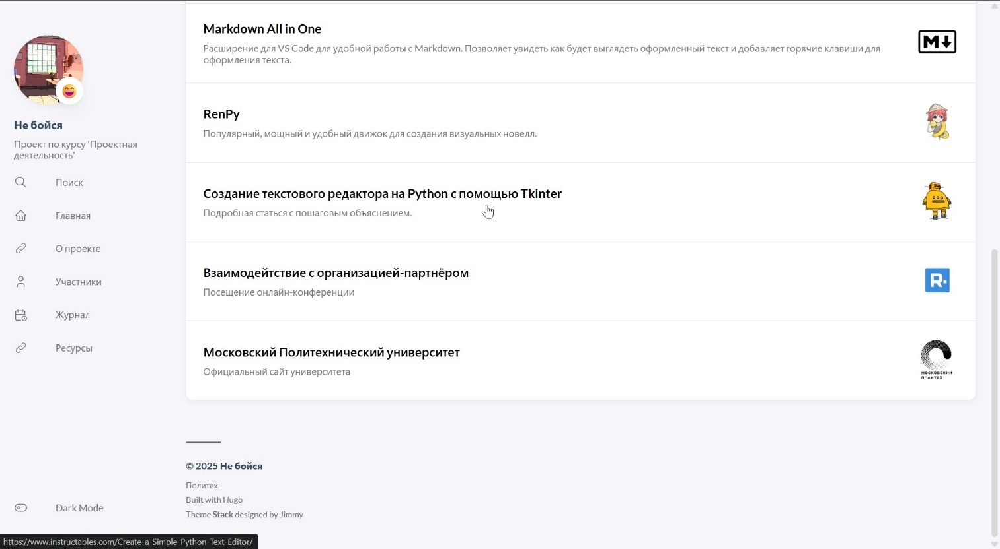 Не бойся
Проект по курсу 'Проектная
деятельность'
Поиск
Главная
О проекте
Участники
Журнал
Ресурсы
Dark Mode
Markdown All in One
Расширение для VS Code для удобной работы с Markdown. Позволяет увидеть как будет выглядеть оформленный текст и добавляет горячие клавиши для
оформления текста.
M
RenPy
Популярный, мощный и удобный движок для создания визуальных новелл.
Создание текстового редактора на Python с помощью Tkinter
Подробная статься с пошаговым объяснением.
Взаимодейтствие с организацией-партнёром
Посещение онлайн-конференции
R.
Московский Политехнический университет
Официальный сайт университета
московский
политех
© 2025 Не бойся
Политех.
Built with Hugo
Theme Stack designed by Jimmy
https://www.instructables.com/Create-a-Simple-Python-Text-Editor/